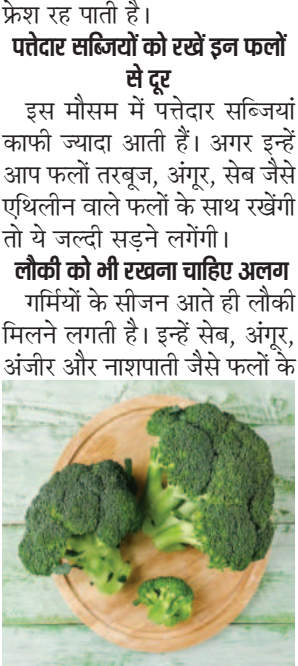 फ्रेश रह पाती है।
पत्तेदार सब्जियों को रखें इन फलों
से दूर
इस मौसम में पत्तेदार सब्जियां
काफी ज्यादा आती हैं। अगर इन्हें
आप फलों तरबूज, अंगूर, सेब जैसे
एथिलीन वाले फलों के साथ रखेंगी
तो ये जल्दी सड़ने लगेंगी।
लौकी को भी रखना चाहिए अलग
गर्मियों के सीजन आते ही लौकी
मिलने लगती है। इन्हें सेब, अंगूर,
अंजीर और नाशपाती जैसे फलों के